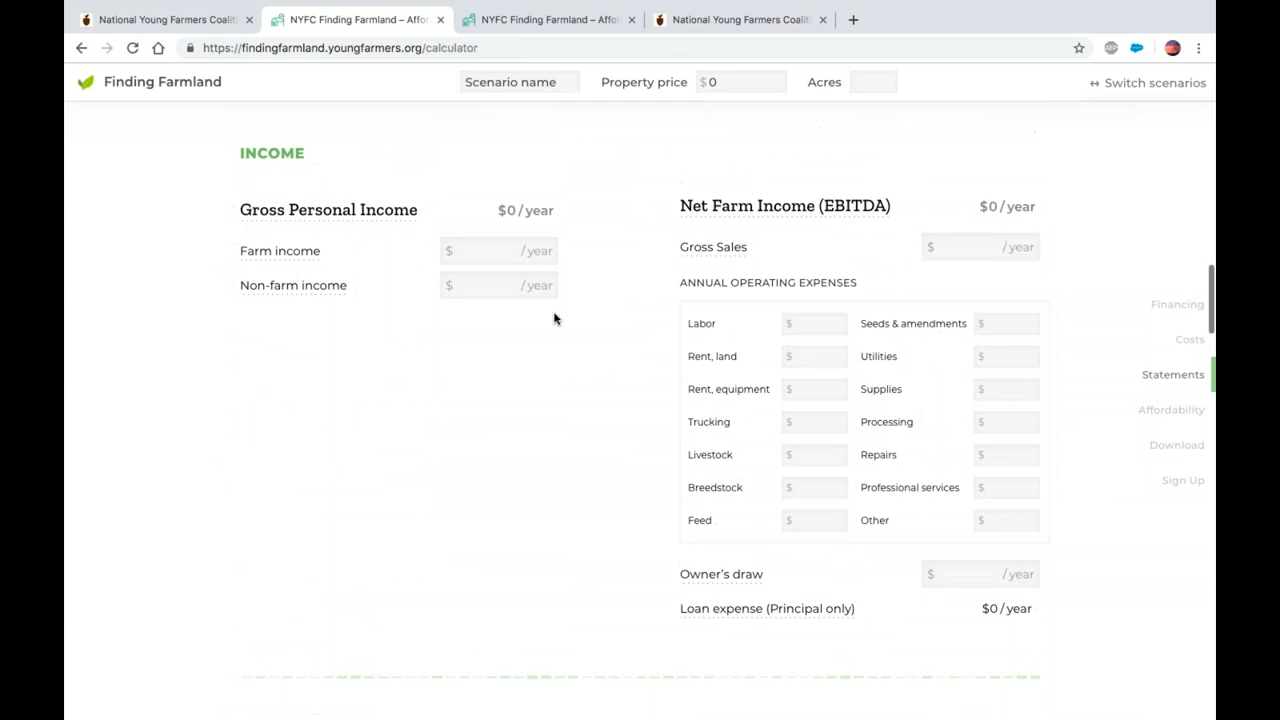 National Young Farmers Coaliti
NYFC Finding Farmland – Affor
NYFC Finding Farmland – Affor
National Young Farmers Coaliti
https://findingfarmland.youngfarmers.org/calculator
ABP
Finding Farmland
Scenario name
Property price
$0
Acres
↔ Switch scenarios
INCOME
Gross Personal Income $0/year
Farm income $ /year
Non-farm income $ /year
Net Farm Income (EBITDA) $0/year
Gross Sales $ /year
ANNUAL OPERATING EXPENSES
Labor $ Seeds & amendments $
Rent, land $ Utilities $
Rent, equipment $ Supplies $
Trucking $ Processing $
Livestock $ Repairs $
Breedstock $ Professional services $
Feed $ Other $
Owner's draw $ /year
Loan expense (Principal only) $0/year
Financing
Costs
Statements
Affordability
Download
Sign Up